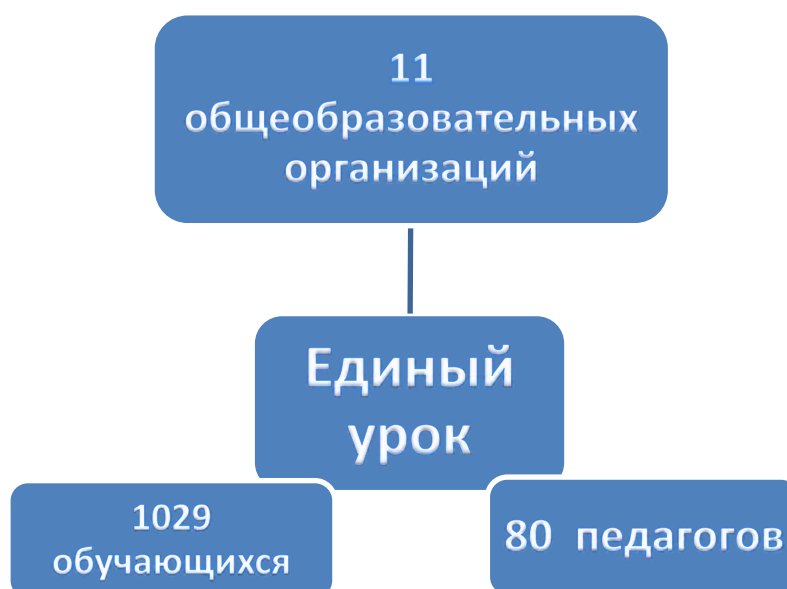 11
общеобразовательных
организаций
Единый
урок
1029
обучающихся
80 педагогов